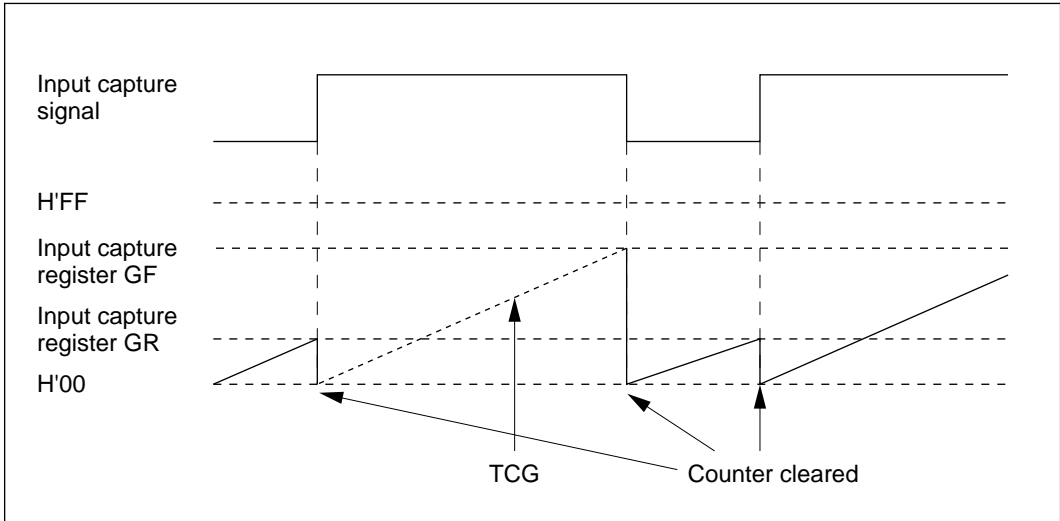 Input capture
signal
H'FF
Input capture
register GF
Input capture
register GR
H'00
TCG
Counter cleared